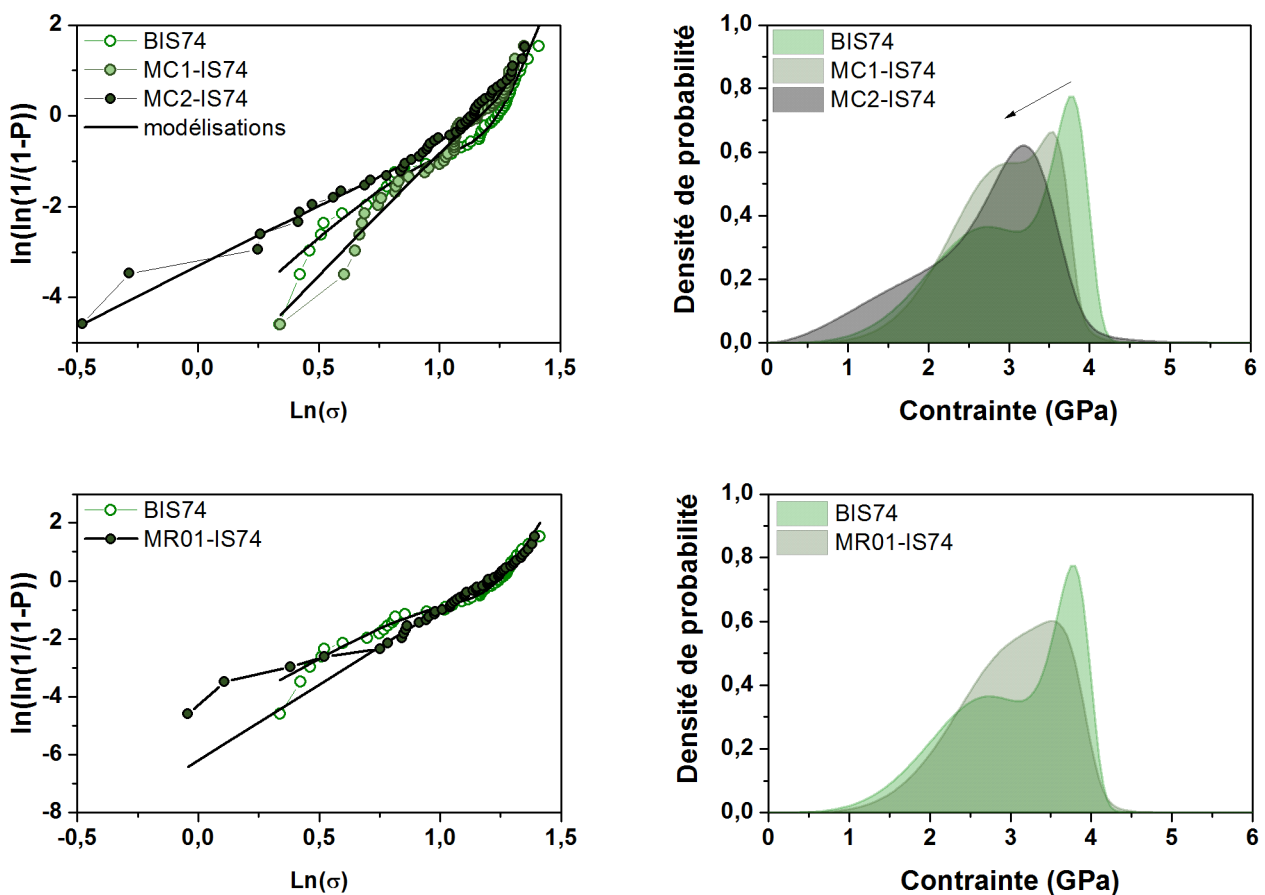 ln(ln(1/(1-P))
2
0
-2
-4
-0,5 0,0 0,5 1,0 1,5
Ln(σ)
BIS74
MC1-IS74
MC2-IS74
modélisations
Densité de probabilité
1,0
0,8
0,6
0,4
0,2
0,0
0 1 2 3 4 5 6
Contrainte (GPa)
BIS74
MC1-IS74
MC2-IS74
ln(ln(1/(1-P))
2
0
-2
-4
-6
-8
-0,5 0,0 0,5 1,0 1,5
Ln(σ)
BIS74
MR01-IS74
Densité de probabilité
1,0
0,8
0,6
0,4
0,2
0,0
0 1 2 3 4 5 6
Contrainte (GPa)
BIS74
MR01-IS74